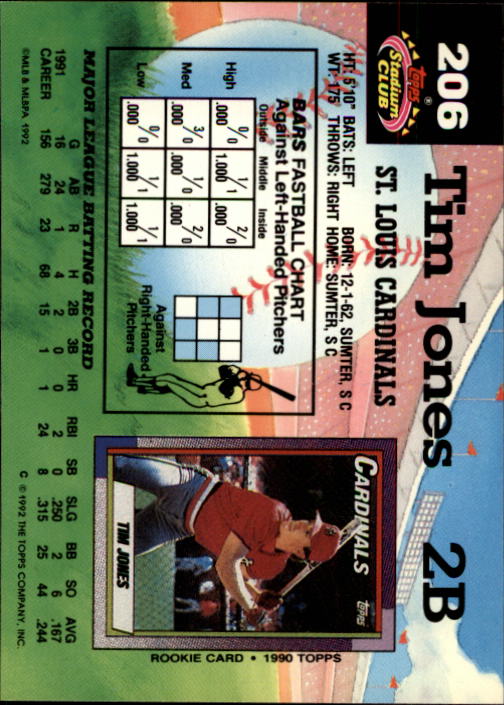 206
Topps®
Stadium
CLUB™
Tim Jones 2B
ST. LOUIS CARDINALS
HT: 5'10" BATS: LEFT BORN: 12-1-62, SUMTER, S C
WT: 175 THROWS: RIGHT HOME: SUMTER, S C
BARS FASTBALL CHART
Against Left-Handed Pitchers
Outside Middle Inside
High 0/0 .000 1/1 1.000 2/0 .000
Med 3/0 .000 1/0 .000 2/0 .000
Low 0/0 .000 1/1 1.000 1/1 1.000
Against
Right-Handed
Pitchers
CARDINALS
TOPPS
TIM JONES
ROOKIE CARD • 1990 TOPPS
MAJOR LEAGUE BATTING RECORD
G AB R H 2B 3B HR RBI SB SLG BB SO AVG
1991 16 24 1 4 2 0 0 2 0 .250 2 6 .167
CAREER 156 279 23 68 15 1 1 24 8 .315 25 44 .244
©MLB & MLBPA 1992
C © 1992 THE TOPPS COMPANY, INC.